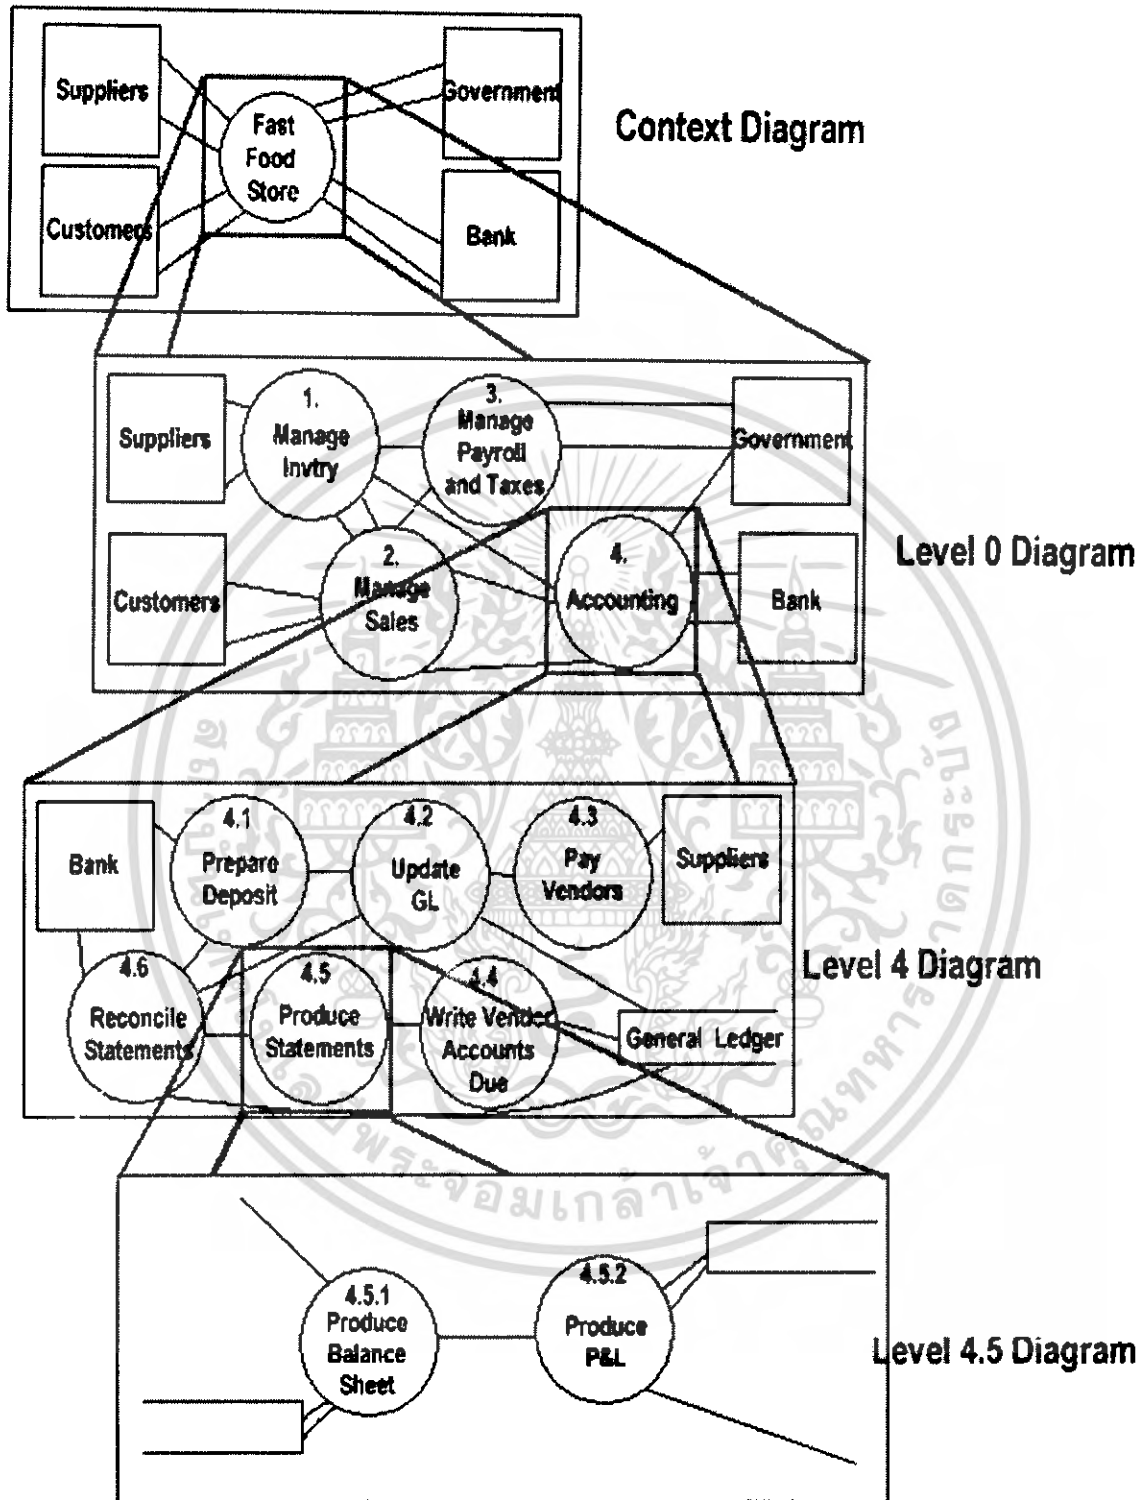 Suppliers
Fast
Food
Store
Government
Customers
Bank
Context Diagram
Suppliers
1.
Manage
Invtry
3.
Manage
Payroll
and Taxes
Government
Customers
2.
Manage
Sales
4.
Accounting
Bank
Level 0 Diagram
Bank
4.1
Prepare
Deposit
4.2
Update
GL
4.3
Pay
Vendors
Suppliers
4.6
Reconcile
Statements
4.5
Produce
Statements
4.4
Write Vender
Accounts
Due
General Ledger
Level 4 Diagram
4.5.1
Produce
Balance
Sheet
4.5.2
Produce
P&L
Level 4.5 Diagram